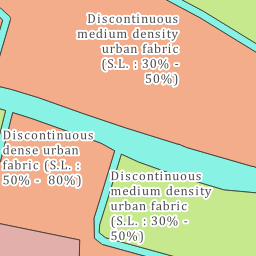 Discontinuous
medium density
urban fabric
(S.L. : 30% -
50%)
Discontinuous
dense urban
fabric (S.L. :
50% -  80%)
Discontinuous
medium density
urban fabric
(S.L. : 30% -
50%)